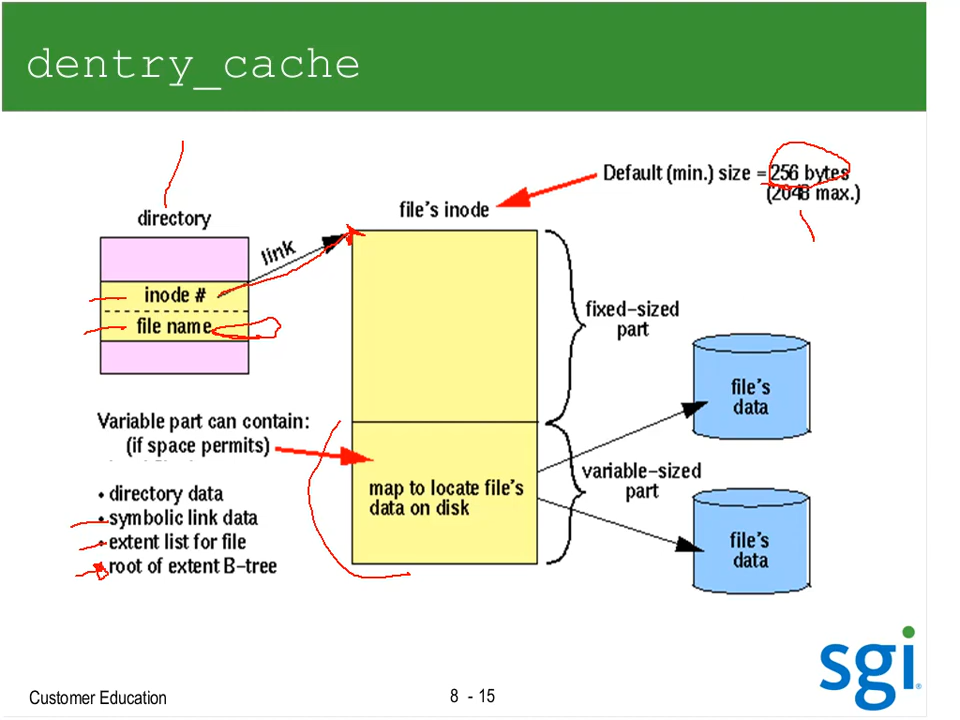 dentry_cache
Default (min.) size = 256 bytes
(2048 max.)
directory
file's inode
link
inode #
file name
fixed-sized
part
file's
data
Variable part can contain:
(if space permits)
map to locate file's
data on disk
variable-sized
part
• directory data
• symbolic link data
• extent list for file
• root of extent B-tree
file's
data
sgi
Customer Education
8 - 15